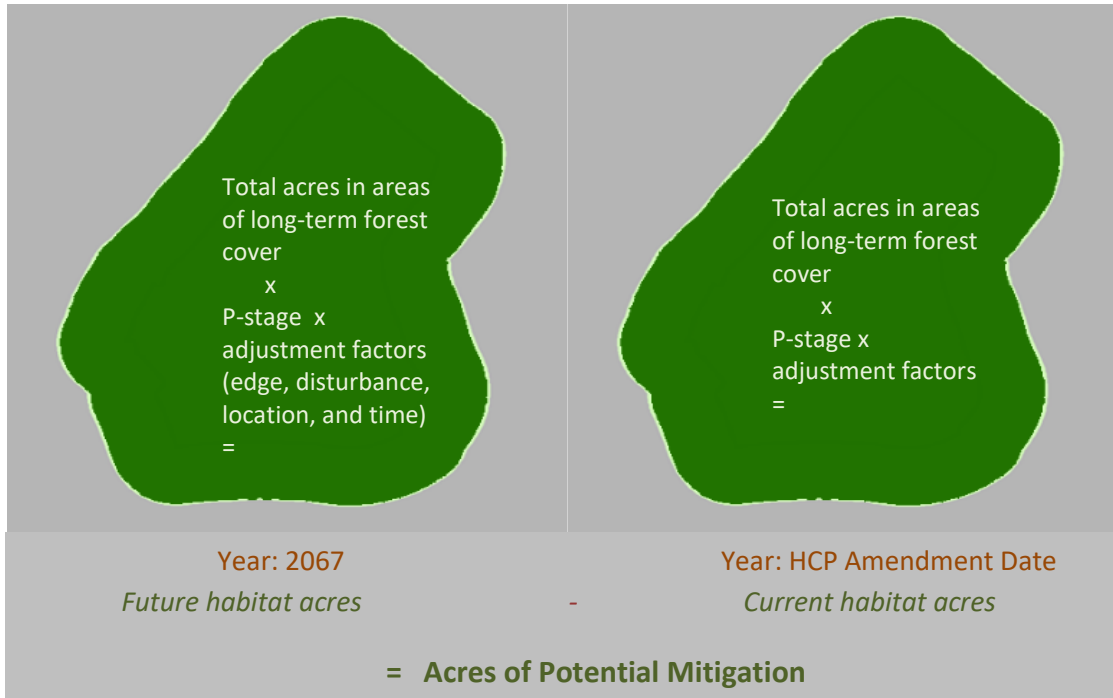 Total acres in areas
of long-term forest
cover
x
P-stage x
adjustment factors
(edge, disturbance,
location, and time)
=
Total acres in areas
of long-term forest
cover
x
P-stage x
adjustment factors
=
Year: 2067
Year: HCP Amendment Date
Future habitat acres - Current habitat acres
= Acres of Potential Mitigation